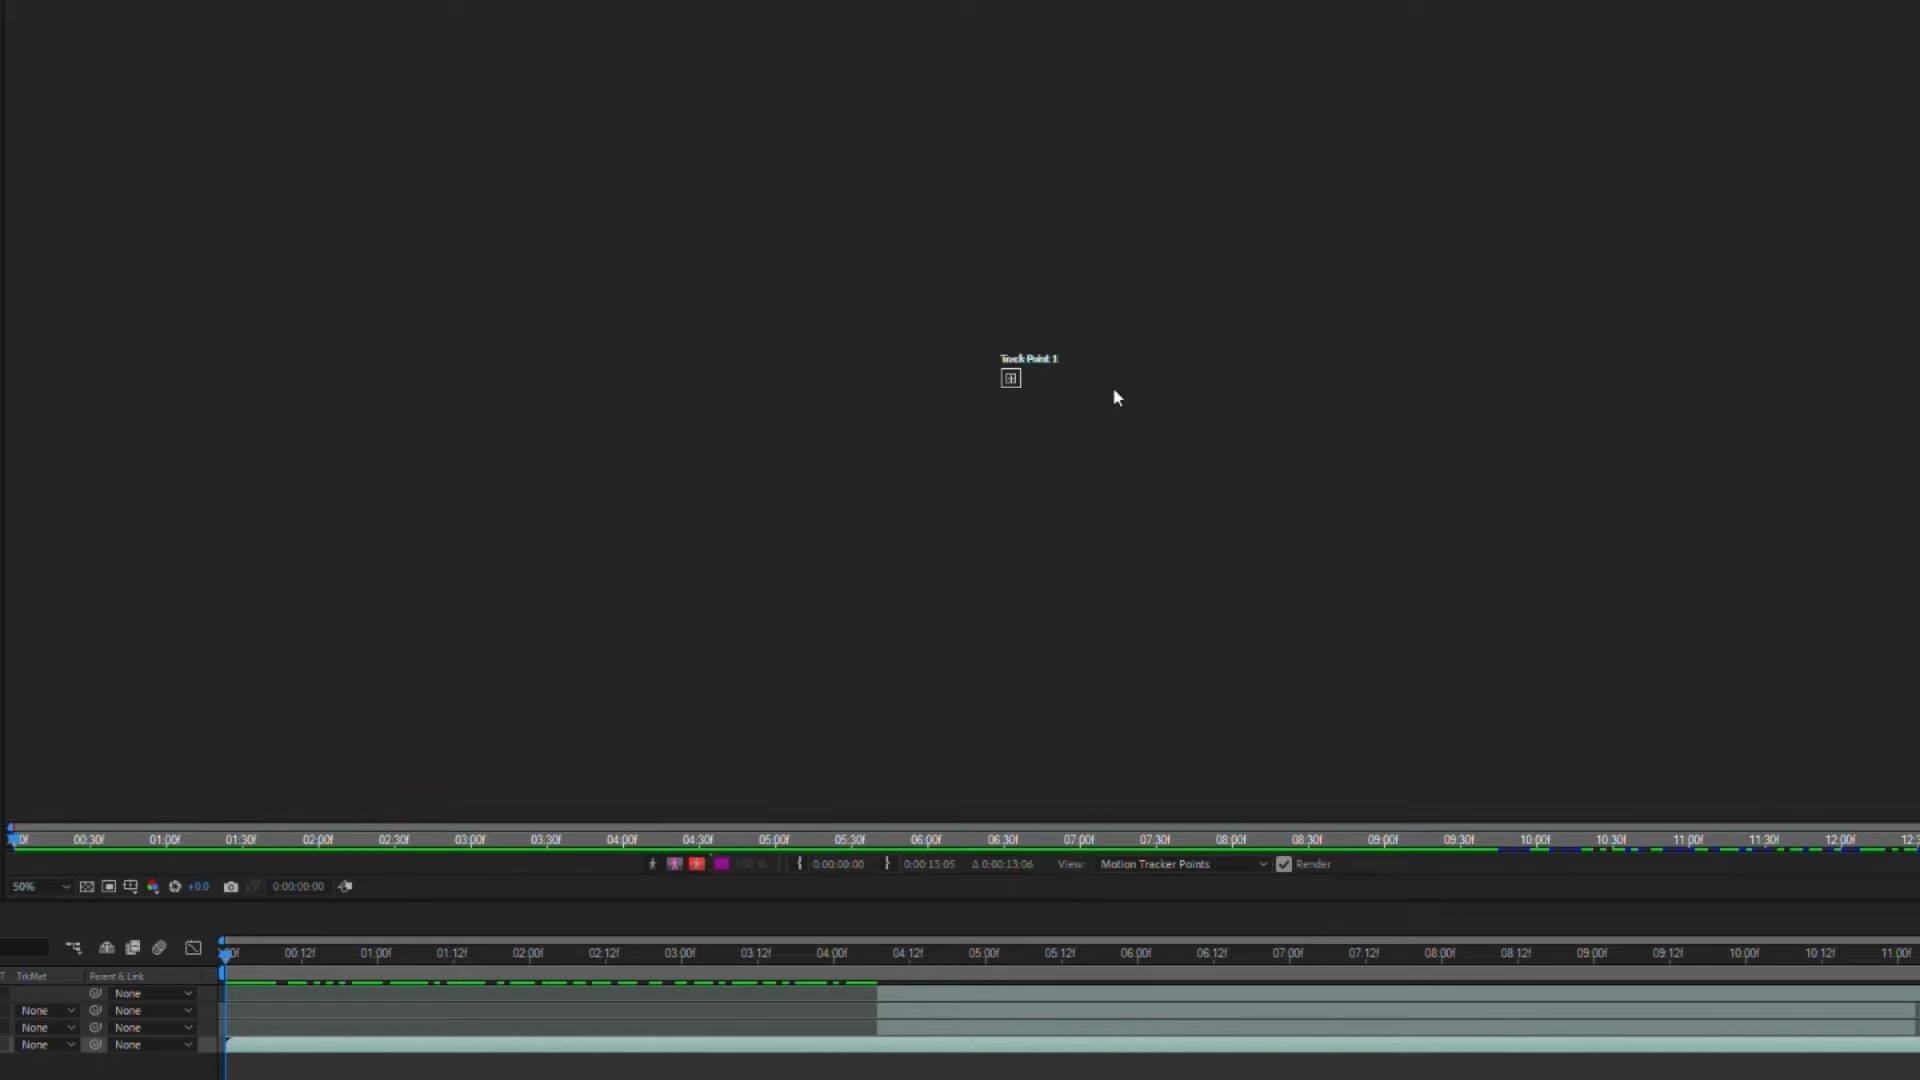 Track Point 1
00:30f 01:00f 01:30f 02:00f 02:30f 03:00f 03:30f 04:00f 04:30f 05:00f 05:30f 06:00f 06:30f 07:00f 07:30f 08:00f 08:30f 09:00f 09:30f 10:00f 10:30f 11:00f 11:30f 12:00f
0:00:00:00 0:00:13:05 Δ 0:00:13:06 View: Motion Tracker Points Render
50% +0.0 0:00:00:00
00:12f 01:00f 01:12f 02:00f 02:12f 03:00f 03:12f 04:00f 04:12f 05:00f 05:12f 06:00f 06:12f 07:00f 07:12f 08:00f 08:12f 09:00f 09:12f 10:00f 10:12f 11:00f
T TrkMat Parent & Link
None
None None
None None
None None